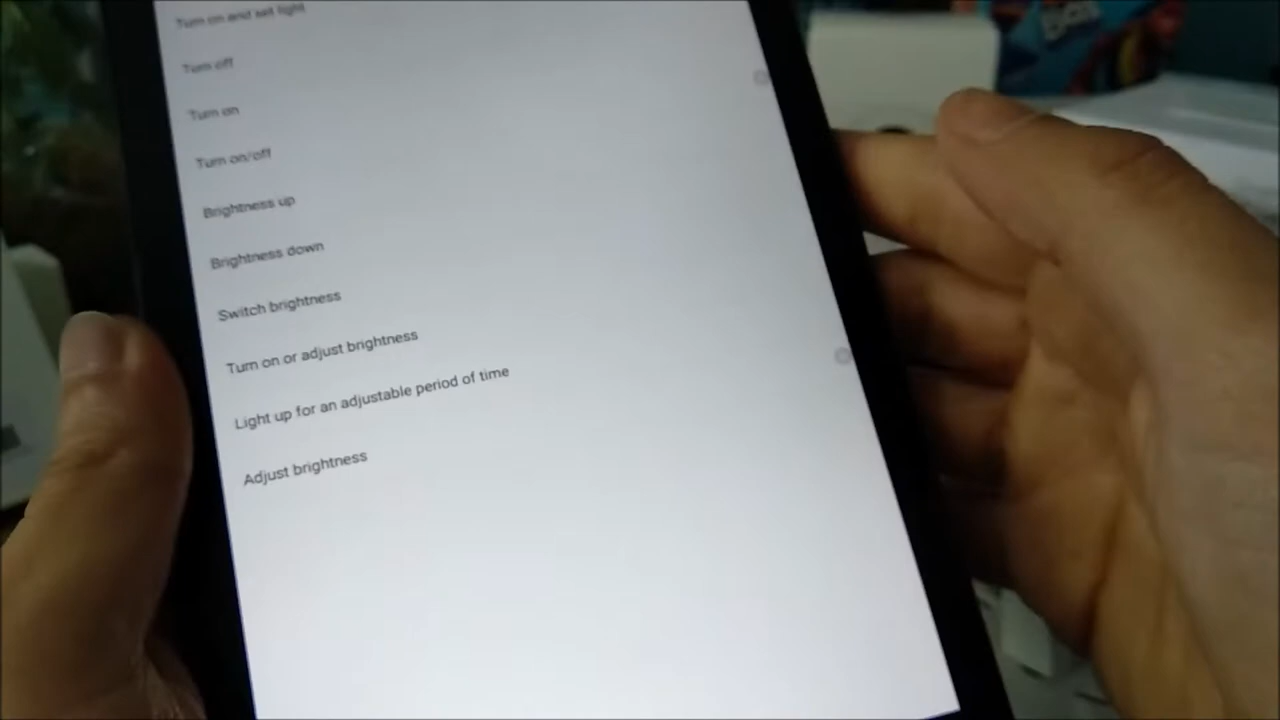 Turn on and set light
Turn off
Turn on
Turn on/off
Brightness up
Brightness down
Switch brightness
Turn on or adjust brightness
Light up for an adjustable period of time
Adjust brightness